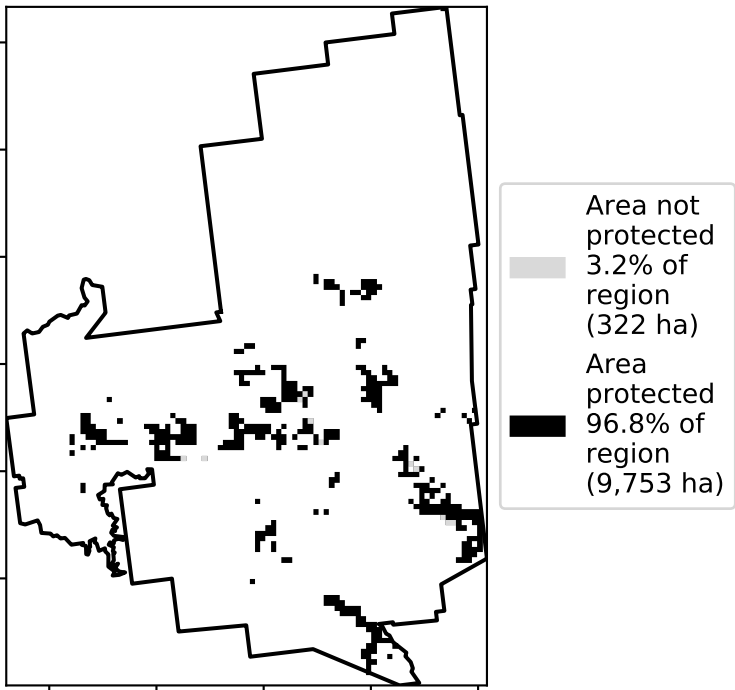 Area not
protected
3.2% of
region
(322 ha)
Area
protected
96.8% of
region
(9,753 ha)